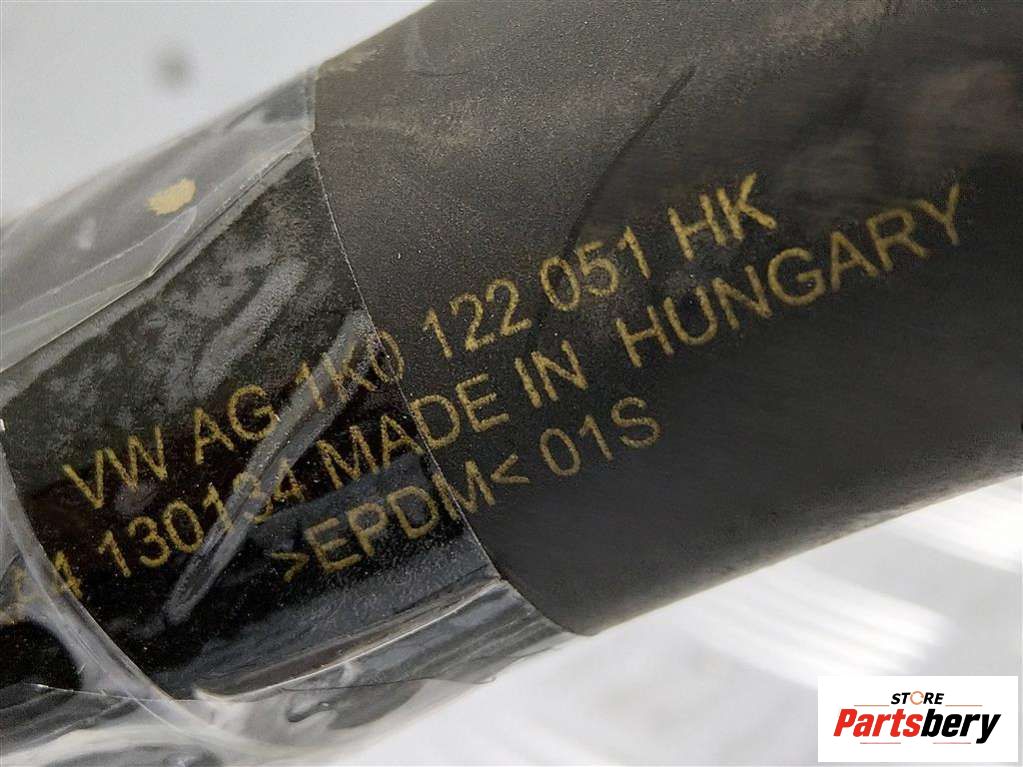 VW AG 1K0 122 051 HK
130134 MADE IN HUNGARY
>EPDM< 01S
STORE
Partsbery